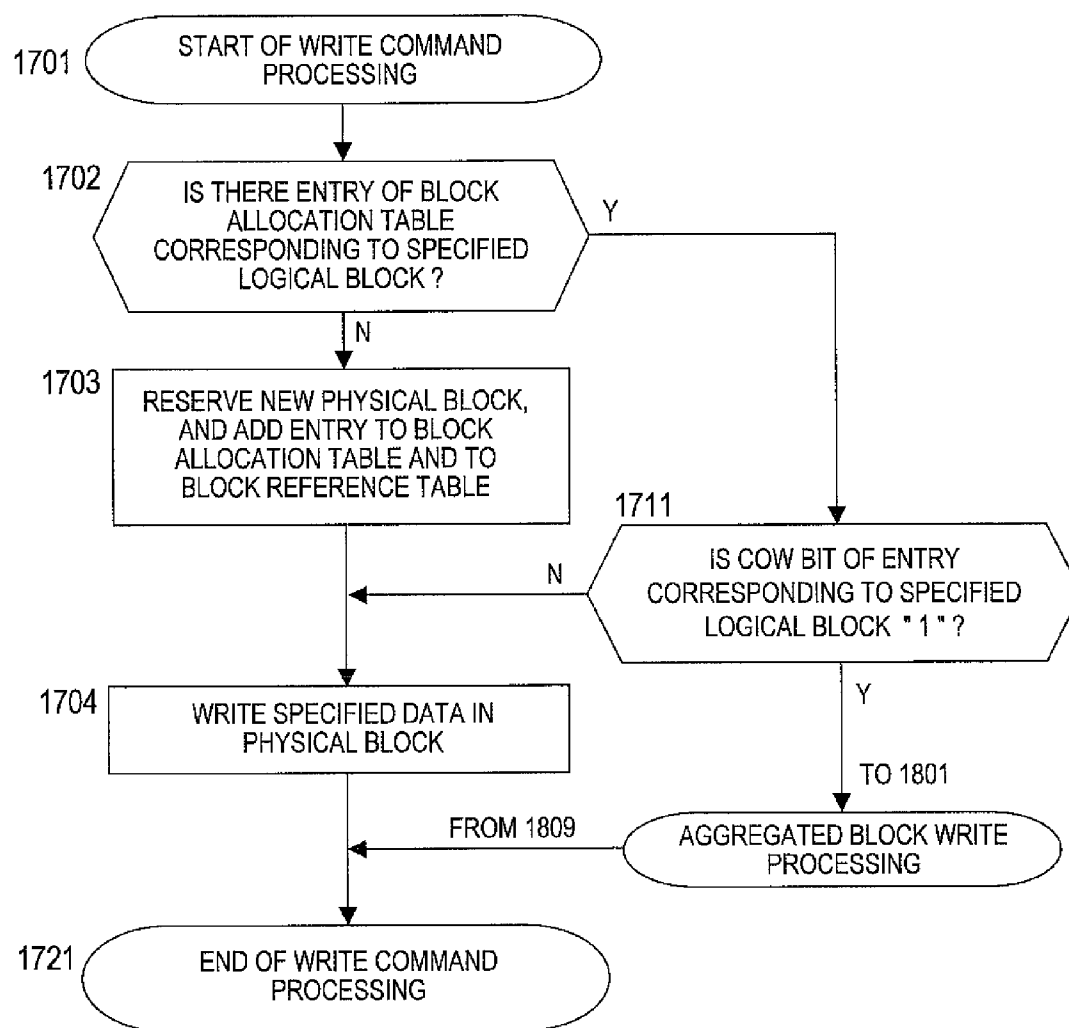 1701
START OF WRITE COMMAND
PROCESSING
1702
IS THERE ENTRY OF BLOCK
ALLOCATION TABLE
CORRESPONDING TO SPECIFIED
LOGICAL BLOCK ?
Y
N
1703
RESERVE NEW PHYSICAL BLOCK,
AND ADD ENTRY TO BLOCK
ALLOCATION TABLE AND TO
BLOCK REFERENCE TABLE
1711
IS COW BIT OF ENTRY
CORRESPONDING TO SPECIFIED
LOGICAL BLOCK " 1 " ?
N
Y
1704
WRITE SPECIFIED DATA IN
PHYSICAL BLOCK
TO 1801
FROM 1809
AGGREGATED BLOCK WRITE
PROCESSING
1721
END OF WRITE COMMAND
PROCESSING